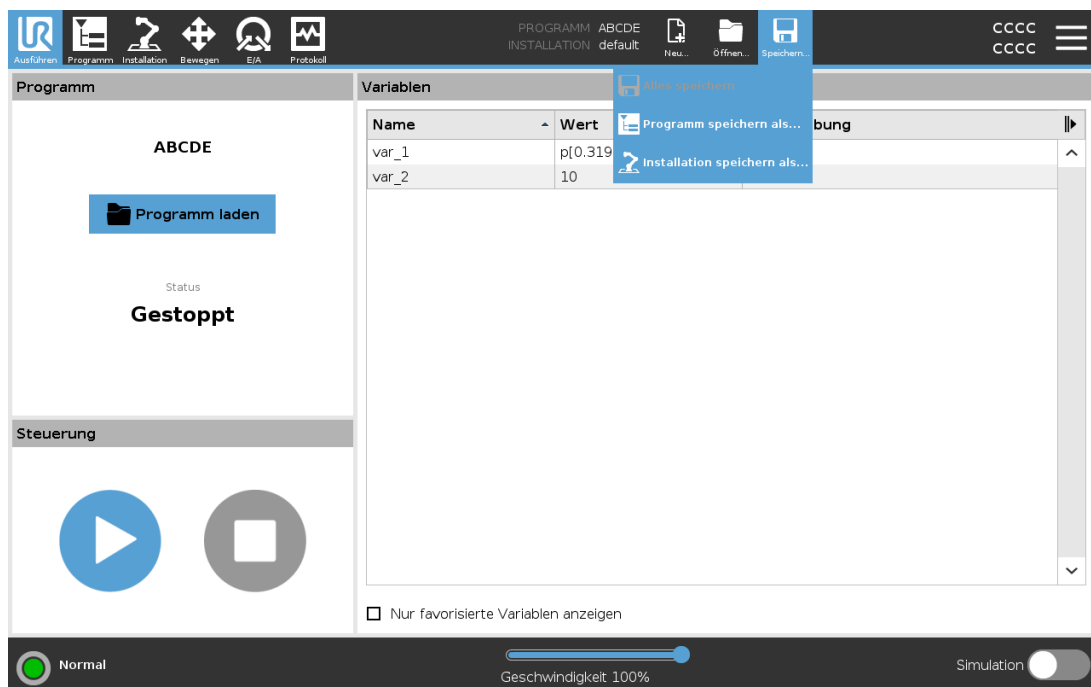 PROGRAMM ABCDE
INSTALLATION default
CCCC
CCCC
Ausführen Programm Installation Bewegen E/A Protokoll
Neu... Öffnen... Speichern...
Programm
Variablen
Alles speichern
Programm speichern als...
Installation speichern als...
Name Wert bung
var_1 p[0.319
var_2 10
ABCDE
Programm laden
Status
Gestoppt
Steuerung
Nur favorisierte Variablen anzeigen
Normal
Geschwindigkeit 100%
Simulation